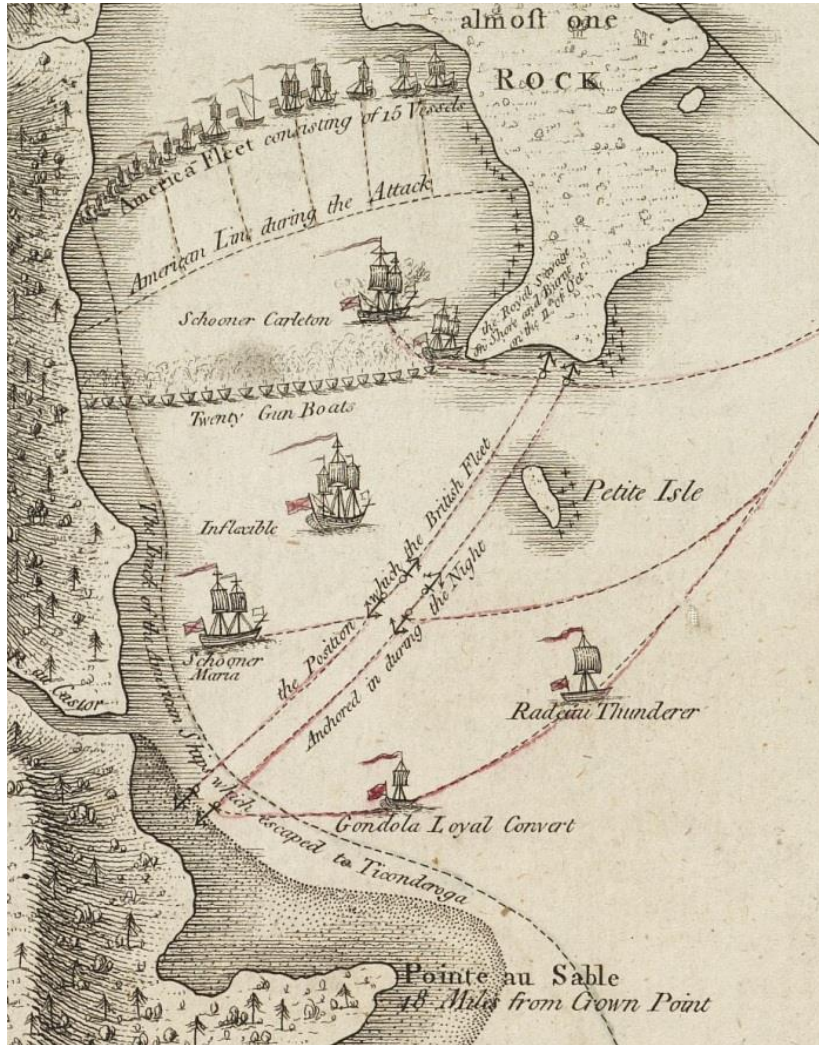 almoſt one
ROCK
America Fleet consisting of 15 Vessels
American Line during the Attack
Schooner Carleton
the Royal Savage
on Shore and Burnt
on the 11.th of Oct.
Twenty Gun Boats
Inflexible
Petite Isle
the Position which the British Fleet
Anchored in during the Night
Schooner
Maria
R. au Castor
The Track of the American Ships which escaped to Ticonderoga
Radeau Thunderer
Gondola Loyal Convert
Pointe au Sable
18 Miles from Crown Point